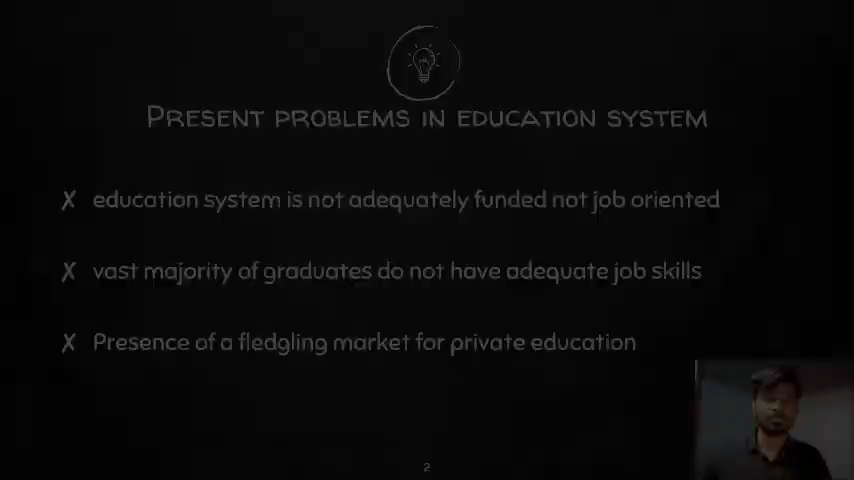 Present problems in education system
✗ education system is not adequately funded not job oriented
✗ vast majority of graduates do not have adequate job skills
✗ Presence of a fledgling market for private education
2